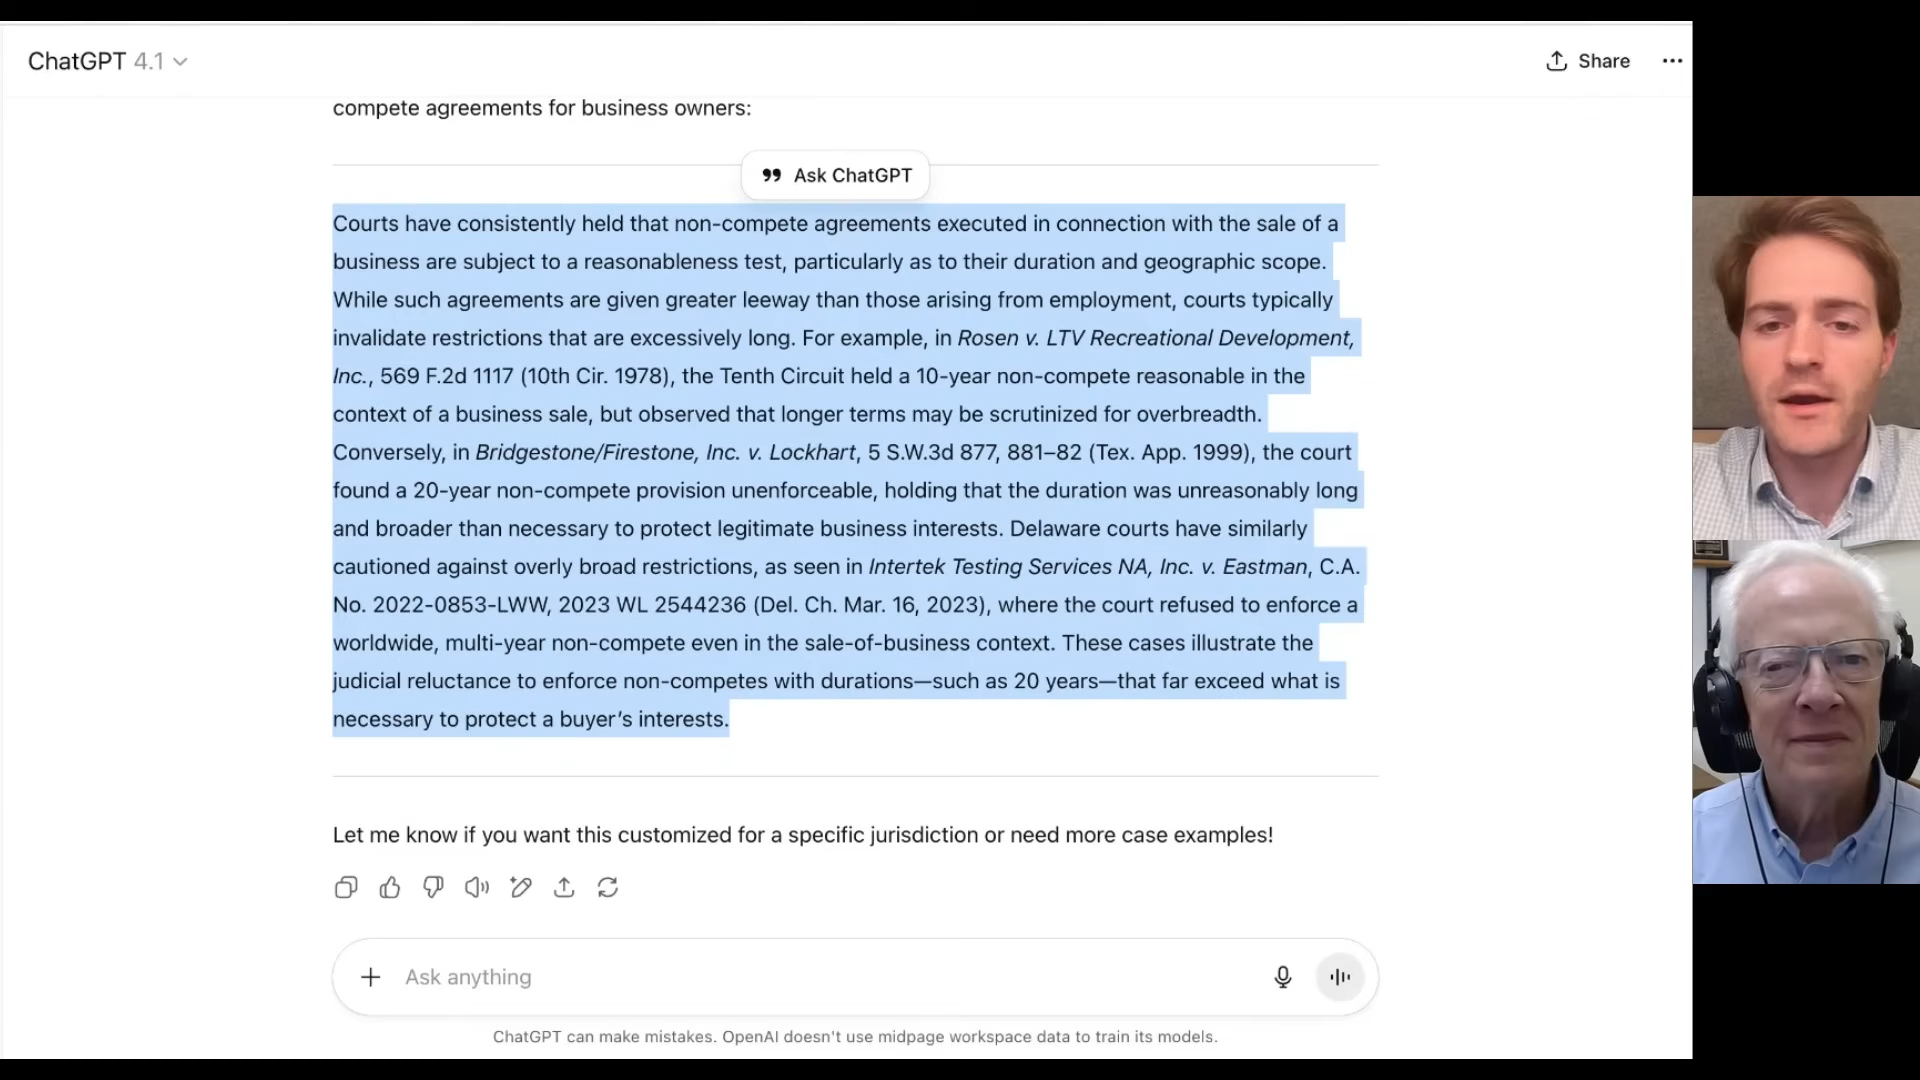 ChatGPT 4.1
Share
compete agreements for business owners:
Ask ChatGPT
Courts have consistently held that non-compete agreements executed in connection with the sale of a
business are subject to a reasonableness test, particularly as to their duration and geographic scope.
While such agreements are given greater leeway than those arising from employment, courts typically
invalidate restrictions that are excessively long. For example, in Rosen v. LTV Recreational Development,
Inc., 569 F.2d 1117 (10th Cir. 1978), the Tenth Circuit held a 10-year non-compete reasonable in the
context of a business sale, but observed that longer terms may be scrutinized for overbreadth.
Conversely, in Bridgestone/Firestone, Inc. v. Lockhart, 5 S.W.3d 877, 881–82 (Tex. App. 1999), the court
found a 20-year non-compete provision unenforceable, holding that the duration was unreasonably long
and broader than necessary to protect legitimate business interests. Delaware courts have similarly
cautioned against overly broad restrictions, as seen in Intertek Testing Services NA, Inc. v. Eastman, C.A.
No. 2022-0853-LWW, 2023 WL 2544236 (Del. Ch. Mar. 16, 2023), where the court refused to enforce a
worldwide, multi-year non-compete even in the sale-of-business context. These cases illustrate the
judicial reluctance to enforce non-competes with durations—such as 20 years—that far exceed what is
necessary to protect a buyer’s interests.
Let me know if you want this customized for a specific jurisdiction or need more case examples!
Ask anything
ChatGPT can make mistakes. OpenAI doesn't use midpage workspace data to train its models.